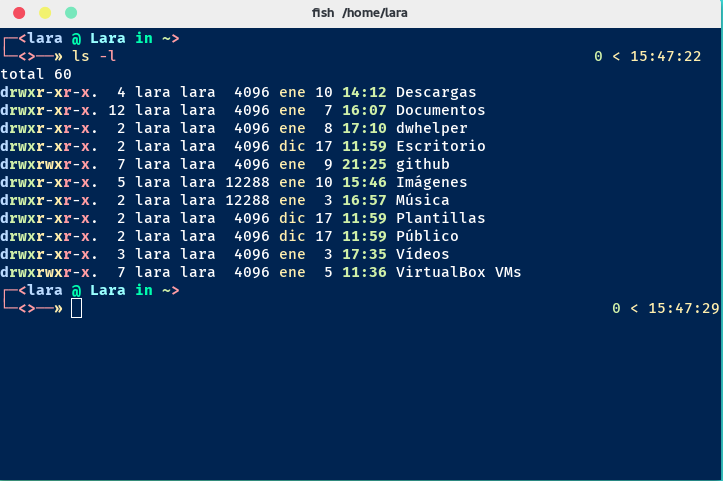 fish /home/lara
┌─<lara @ Lara in ~>
└─<>──» ls -l 0 < 15:47:22
total 60
drwxr-xr-x.  4 lara lara  4096 ene 10 14:12 Descargas
drwxr-xr-x. 12 lara lara  4096 ene  7 16:07 Documentos
drwxr-xr-x.  2 lara lara  4096 ene  8 17:10 dwhelper
drwxr-xr-x.  2 lara lara  4096 dic 17 11:59 Escritorio
drwxrwxr-x.  7 lara lara  4096 ene  9 21:25 github
drwxr-xr-x.  5 lara lara 12288 ene 10 15:46 Imágenes
drwxr-xr-x.  2 lara lara 12288 ene  3 16:57 Música
drwxr-xr-x.  2 lara lara  4096 dic 17 11:59 Plantillas
drwxr-xr-x.  2 lara lara  4096 dic 17 11:59 Público
drwxr-xr-x.  3 lara lara  4096 ene  3 17:35 Vídeos
drwxrwxr-x.  7 lara lara  4096 ene  5 11:36 VirtualBox VMs
┌─<lara @ Lara in ~>
└─<>──» 0 < 15:47:29